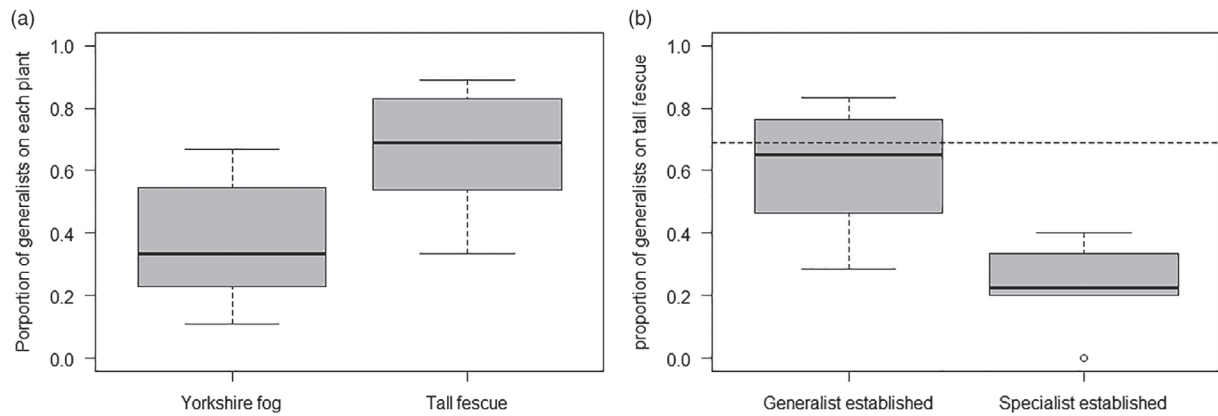 (a)
Porportion of generalists on each plant
1.0
0.8
0.6
0.4
0.2
0.0
Yorkshire fog Tall fescue
(b)
proportion of generalists on tall fescue
1.0
0.8
0.6
0.4
0.2
0.0
Generalist established Specialist established